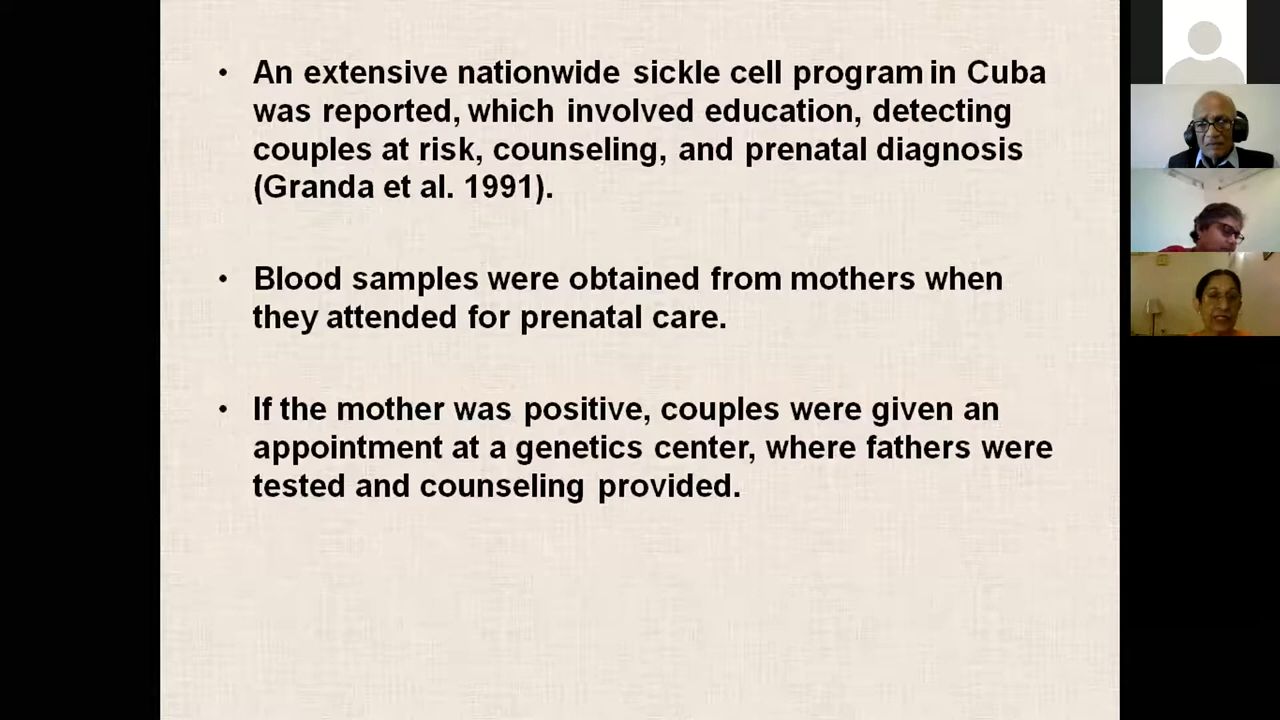 • An extensive nationwide sickle cell program in Cuba
was reported, which involved education, detecting
couples at risk, counseling, and prenatal diagnosis
(Granda et al. 1991).
• Blood samples were obtained from mothers when
they attended for prenatal care.
• If the mother was positive, couples were given an
appointment at a genetics center, where fathers were
tested and counseling provided.